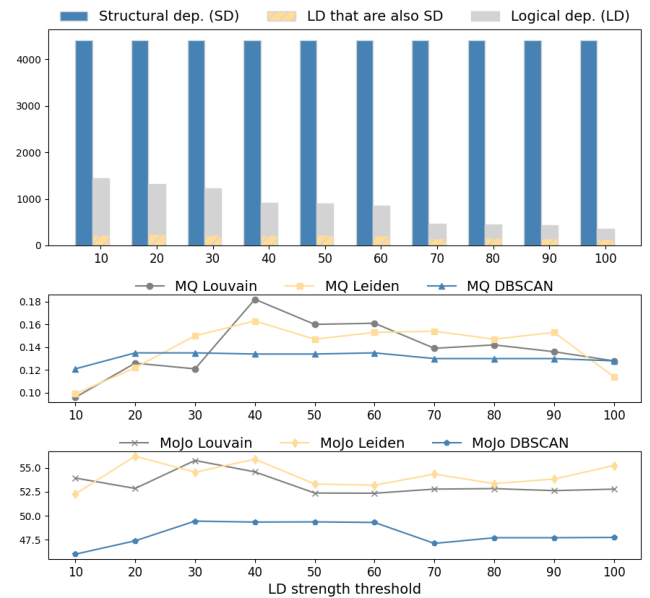 Structural dep. (SD) LD that are also SD Logical dep. (LD)
4000
3000
2000
1000
0
10 20 30 40 50 60 70 80 90 100
MQ Louvain MQ Leiden MQ DBSCAN
0.18
0.16
0.14
0.12
0.10
10 20 30 40 50 60 70 80 90 100
MoJo Louvain MoJo Leiden MoJo DBSCAN
55.0
52.5
50.0
47.5
10 20 30 40 50 60 70 80 90 100
LD strength threshold